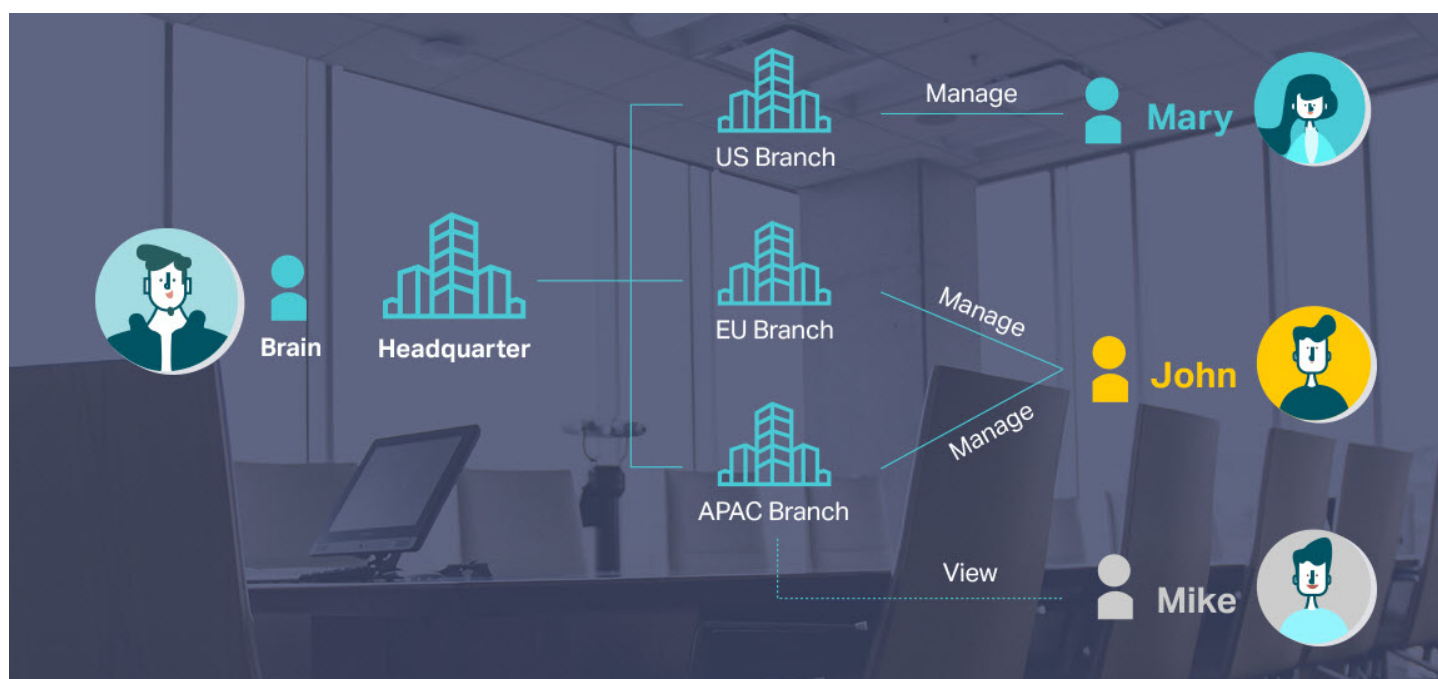 US Branch
Manage
Mary
Brain
Headquarter
EU Branch
Manage
John
Manage
APAC Branch
View
Mike